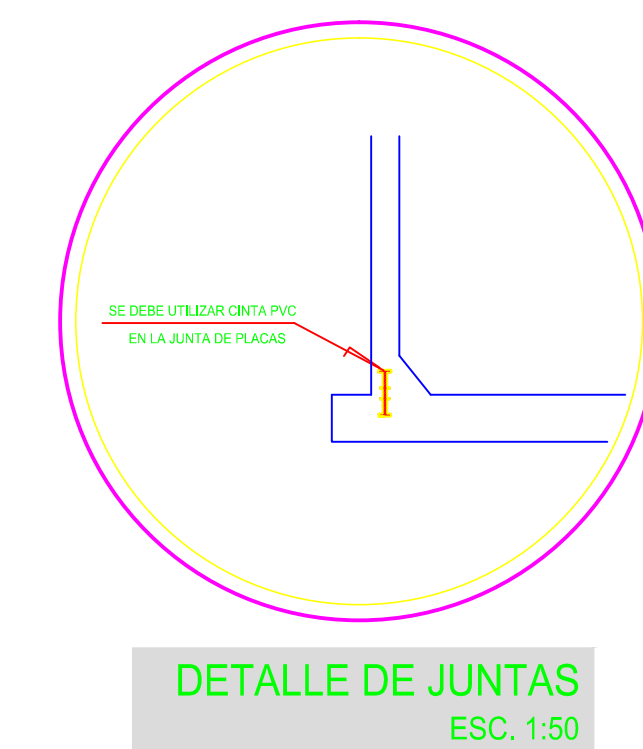 SE DEBE UTILIZAR CINTA PVC
EN LA JUNTA DE PLACAS
DETALLE DE JUNTAS
ESC. 1:50